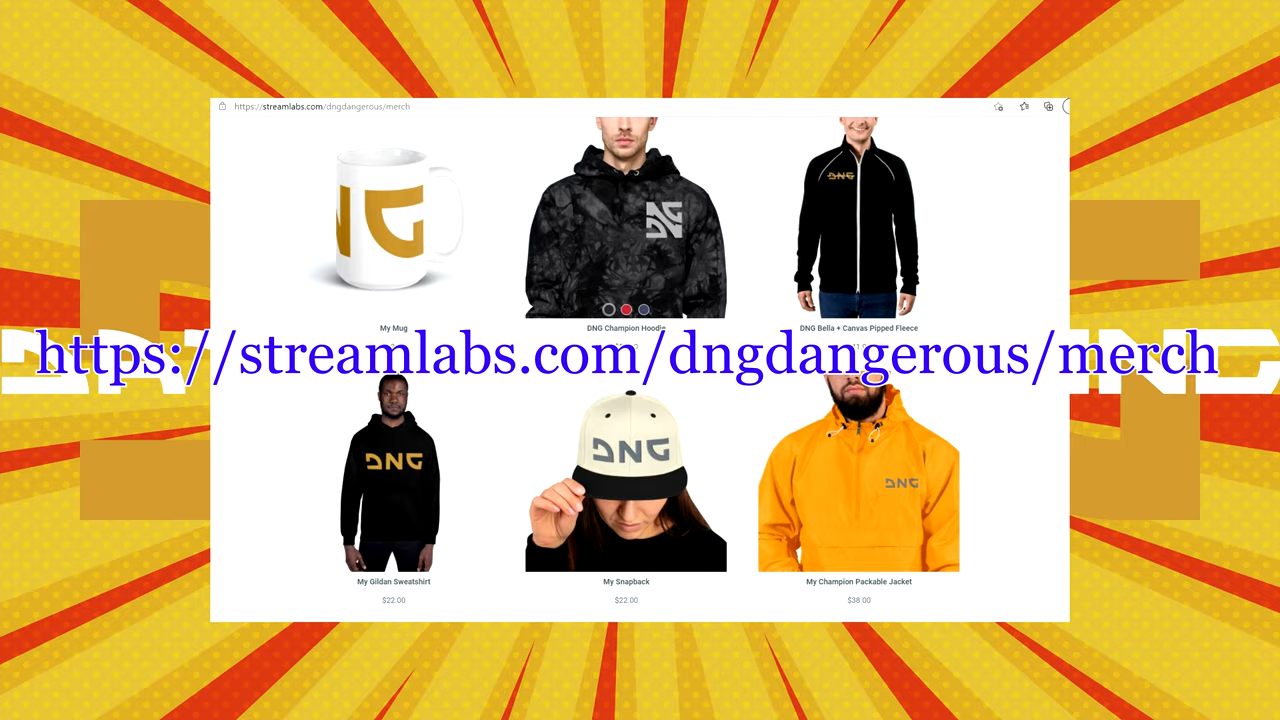 https://streamlabs.com/dngdangerous/merch
NG
DNG
DNG
My Mug
DNG Champion Hoodie
DNG Bella + Canvas Pipped Fleece
https://streamlabs.com/dngdangerous/merch
DNG
DNG
DNG
DNG
My Gildan Sweatshirt
My Snapback
My Champion Packable Jacket
$22.00
$22.00
$38.00